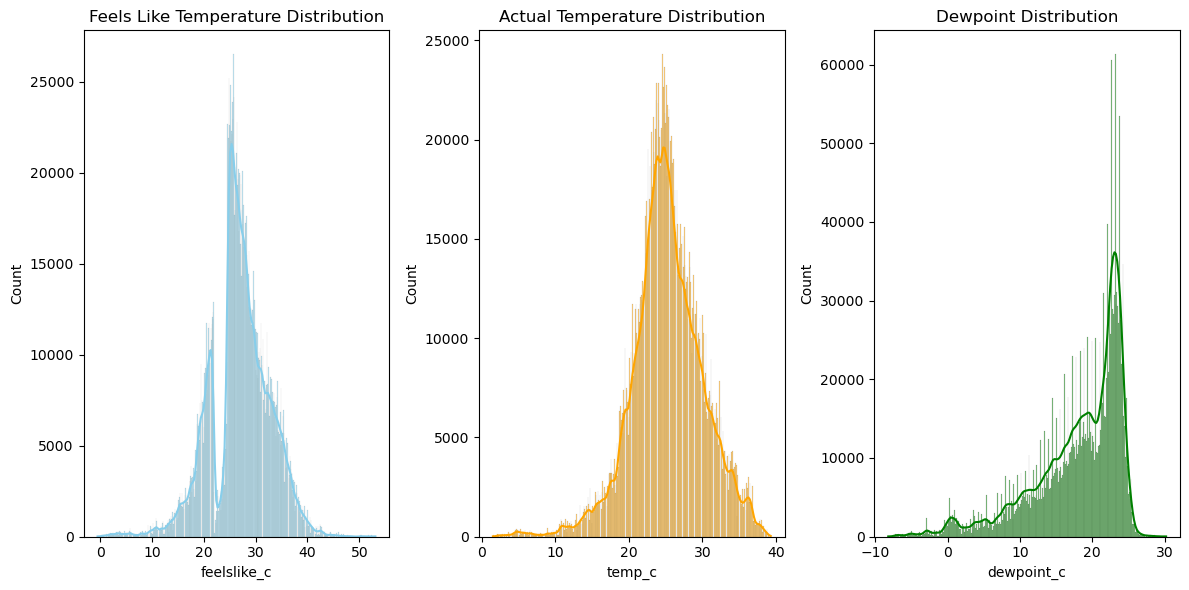 Feels Like Temperature Distribution
25000
20000
15000
10000
5000
0
Count
0 10 20 30 40 50
feelslike_c
Actual Temperature Distribution
25000
20000
15000
10000
5000
0
Count
0 10 20 30 40
temp_c
Dewpoint Distribution
60000
50000
40000
30000
20000
10000
0
Count
−10 0 10 20 30
dewpoint_c